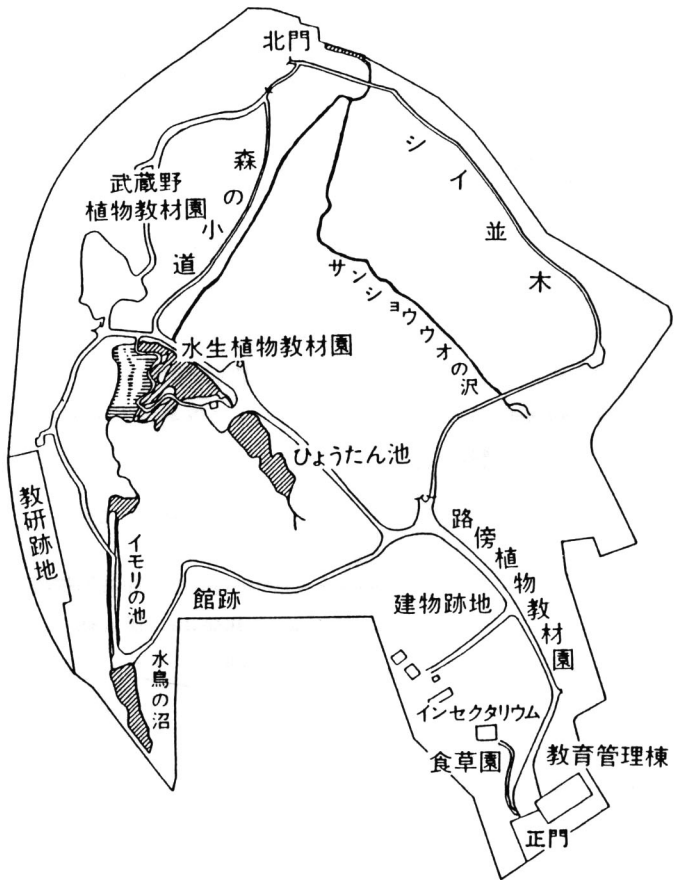 北門
シイ並木
森の小道
武蔵野
植物教材園
サンショウウオの沢
水生植物教材園
ひょうたん池
教研跡地
イモリの池
路傍植物教材園
館跡
建物跡地
水鳥の沼
インセクタリウム
食草園
教育管理棟
正門